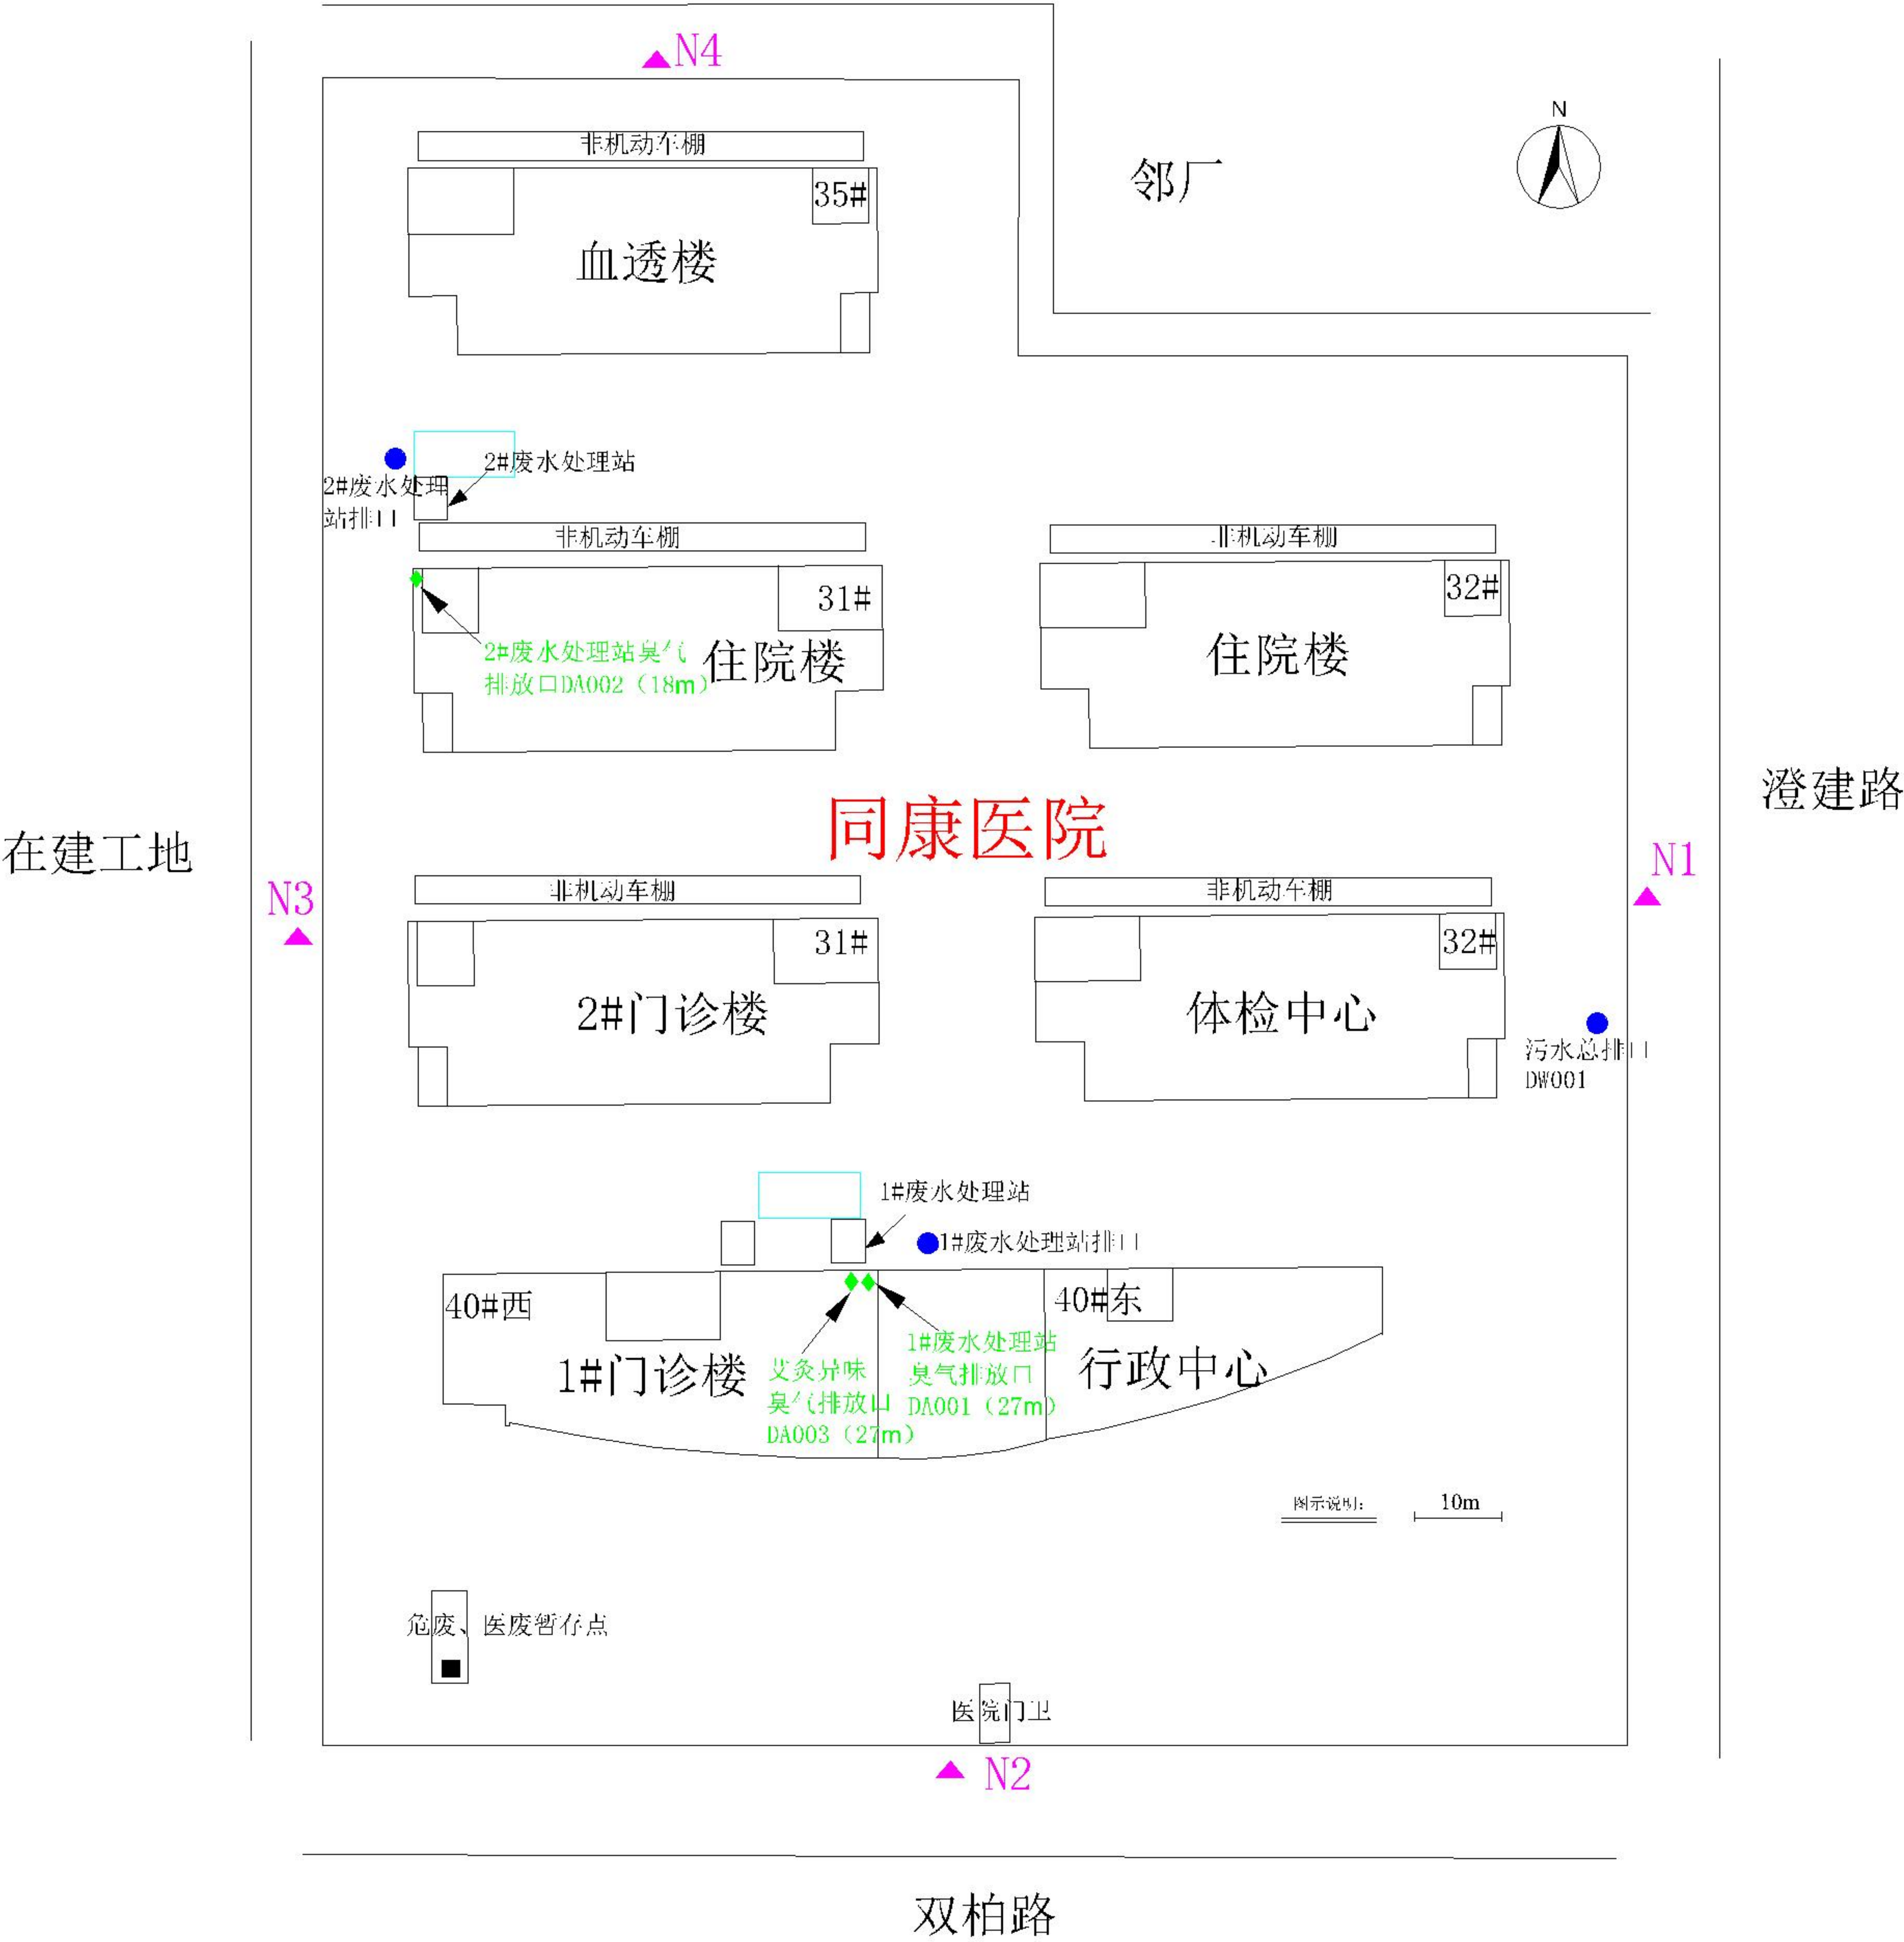 N4
N
非机动车棚
35#
血透楼
邻厂
2#废水处理站
2#废水处理
站排口
非机动车棚
非机动车棚
31#
32#
2#废水处理站臭气
排放口DA002（18m）
住院楼
住院楼
同康医院
澄建路
在建工地
N1
N3
非机动车棚
非机动车棚
31#
32#
2#门诊楼
体检中心
污水总排口
DW001
1#废水处理站
1#废水处理站排口
40#西
40#东
1#门诊楼
艾灸异味
臭气排放口
DA003（27m）
1#废水处理站
臭气排放口
DA001（27m）
行政中心
图示说明：
10m
危废、医废暂存点
医院门卫
N2
双柏路